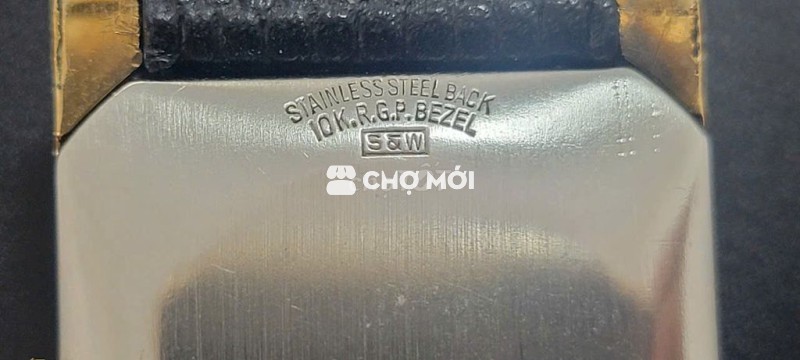 STAINLESS STEEL BACK
10K.R.G.P. BEZEL
S&W
CHỢ MỚI